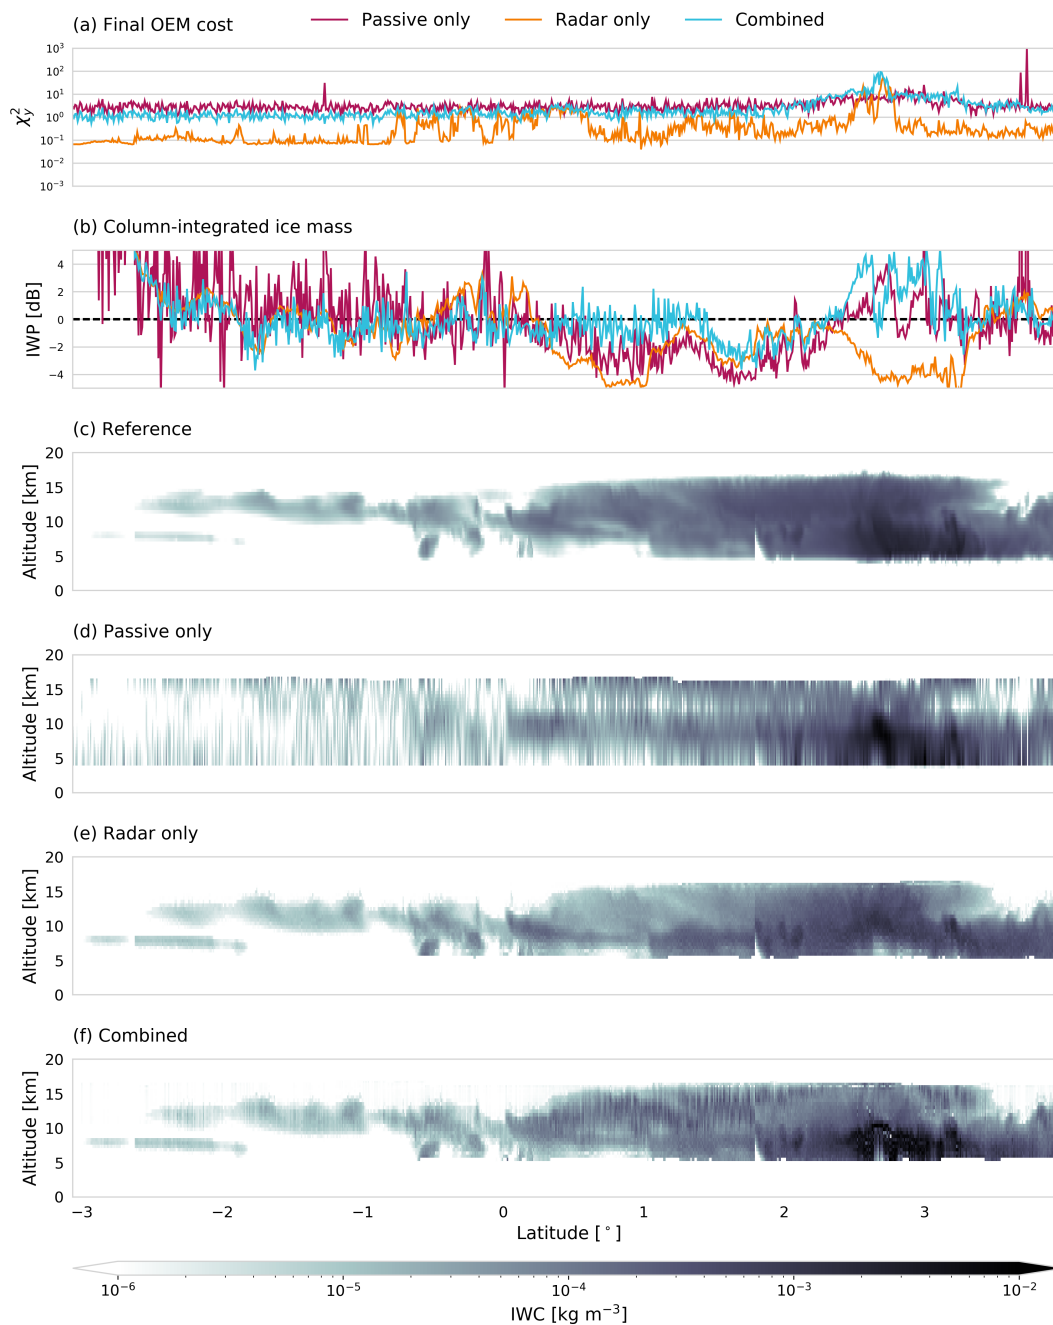 (a) Final OEM cost
Passive only Radar only Combined
10³
10²
10¹
10⁰
10⁻¹
10⁻²
10⁻³
χ²y
(b) Column-integrated ice mass
4
2
0
−2
−4
IWP [dB]
(c) Reference
20
15
10
5
0
Altitude [km]
(d) Passive only
20
15
10
5
0
Altitude [km]
(e) Radar only
20
15
10
5
0
Altitude [km]
(f) Combined
20
15
10
5
0
Altitude [km]
−3 −2 −1 0 1 2 3
Latitude [°]
10⁻⁶ 10⁻⁵ 10⁻⁴ 10⁻³ 10⁻²
IWC [kg m⁻³]